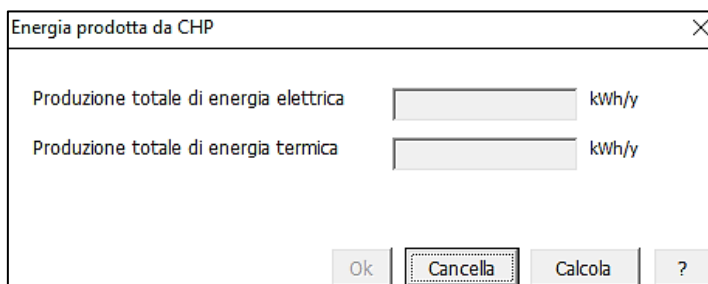 Energia prodotta da CHP
Produzione totale di energia elettrica kWh/y
Produzione totale di energia termica kWh/y
Ok Cancella Calcola ?